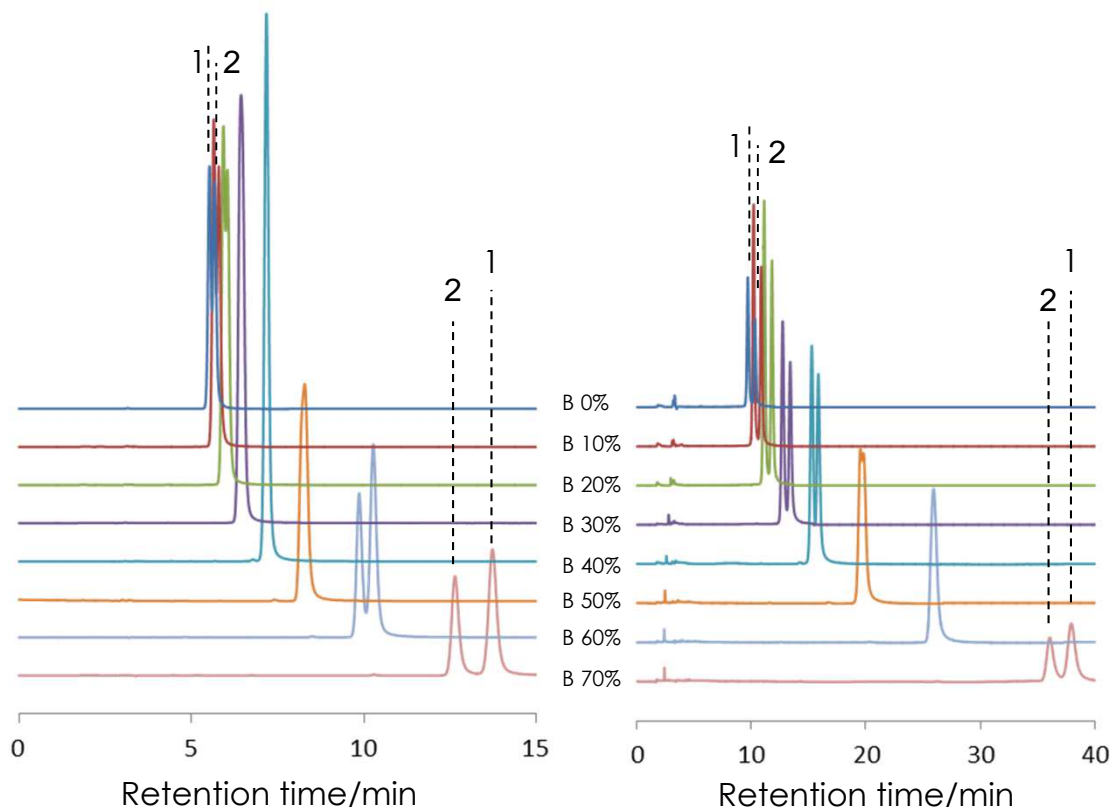 1 2
2
1
1 2
2
1
B 0%
B 10%
B 20%
B 30%
B 40%
B 50%
B 60%
B 70%
0 5 10 15
Retention time/min
0 10 20 30 40
Retention time/min